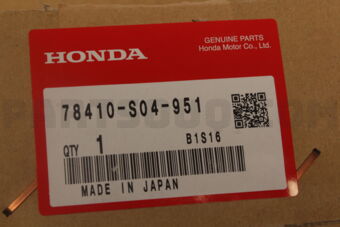 HONDA
GENUINE PARTS
Honda Motor Co., Ltd.
78410-S04-951
QTY 1 B1S16
MADE IN JAPAN